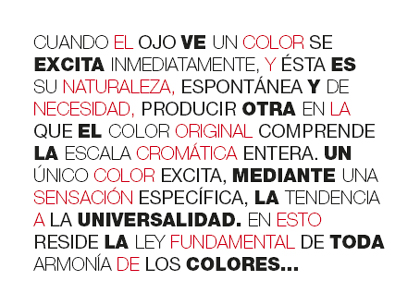 CUANDO EL OJO VE UN COLOR SE
EXCITA INMEDIATAMENTE, Y ÉSTA ES
SU NATURALEZA, ESPONTÁNEA Y DE
NECESIDAD, PRODUCIR OTRA EN LA
QUE EL COLOR ORIGINAL COMPRENDE
LA ESCALA CROMÁTICA ENTERA. UN
ÚNICO COLOR EXCITA, MEDIANTE UNA
SENSACIÓN ESPECÍFICA, LA TENDENCIA
A LA UNIVERSALIDAD. EN ESTO
RESIDE LA LEY FUNDAMENTAL DE TODA
ARMONÍA DE LOS COLORES...